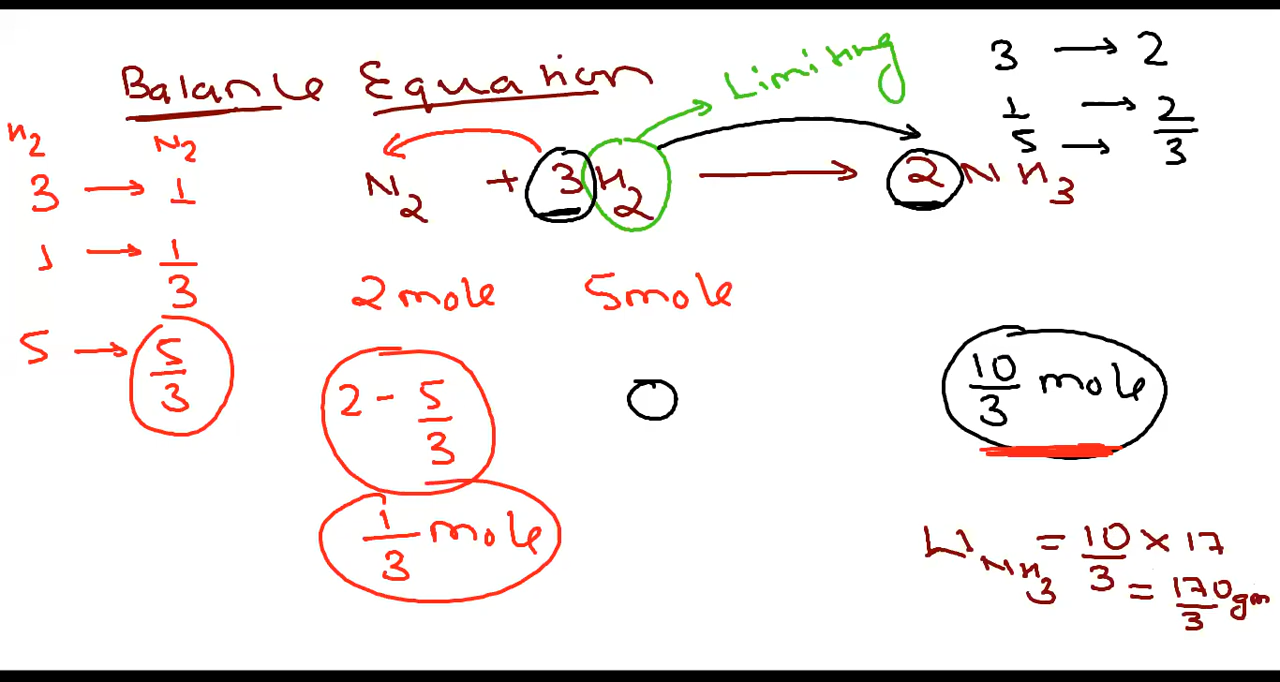 Balance Equation
Limiting
3 → 2
1 → 2/3
5 →
H2 N2
3 → 1
1 → 1/3
5 → 5/3
N2 + 3H2 → 2NH3
2 mole 5 mole
2 - 5/3 0 10/3 mole
1/3 mole
W NH3 = 10/3 × 17
= 170/3 gm